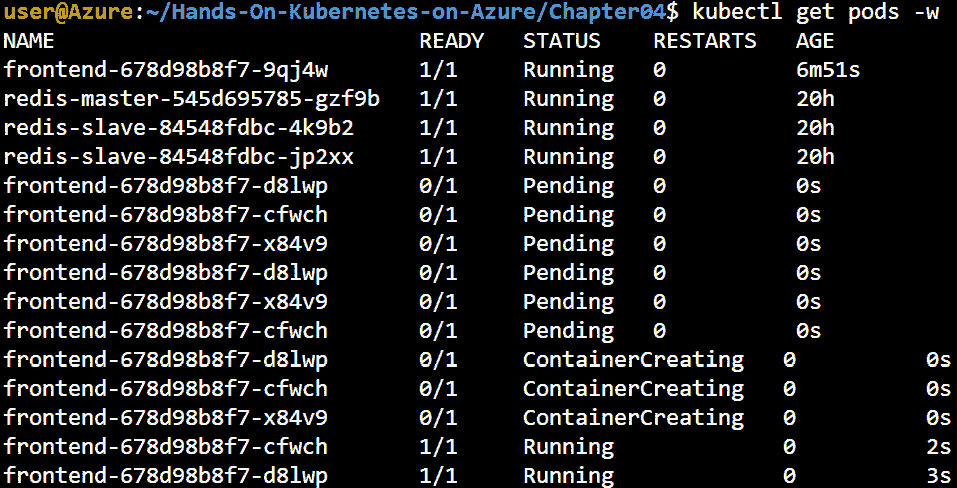 user@Azure:~/Hands-On-Kubernetes-on-Azure/Chapter04$ kubectl get pods -w
NAME READY STATUS RESTARTS AGE
frontend-678d98b8f7-9qj4w 1/1 Running 0 6m51s
redis-master-545d695785-gzf9b 1/1 Running 0 20h
redis-slave-84548fdbc-4k9b2 1/1 Running 0 20h
redis-slave-84548fdbc-jp2xx 1/1 Running 0 20h
frontend-678d98b8f7-d8lwp 0/1 Pending 0 0s
frontend-678d98b8f7-cfwch 0/1 Pending 0 0s
frontend-678d98b8f7-x84v9 0/1 Pending 0 0s
frontend-678d98b8f7-d8lwp 0/1 Pending 0 0s
frontend-678d98b8f7-x84v9 0/1 Pending 0 0s
frontend-678d98b8f7-cfwch 0/1 Pending 0 0s
frontend-678d98b8f7-d8lwp 0/1 ContainerCreating 0 0s
frontend-678d98b8f7-cfwch 0/1 ContainerCreating 0 0s
frontend-678d98b8f7-x84v9 0/1 ContainerCreating 0 0s
frontend-678d98b8f7-cfwch 1/1 Running 0 2s
frontend-678d98b8f7-d8lwp 1/1 Running 0 3s